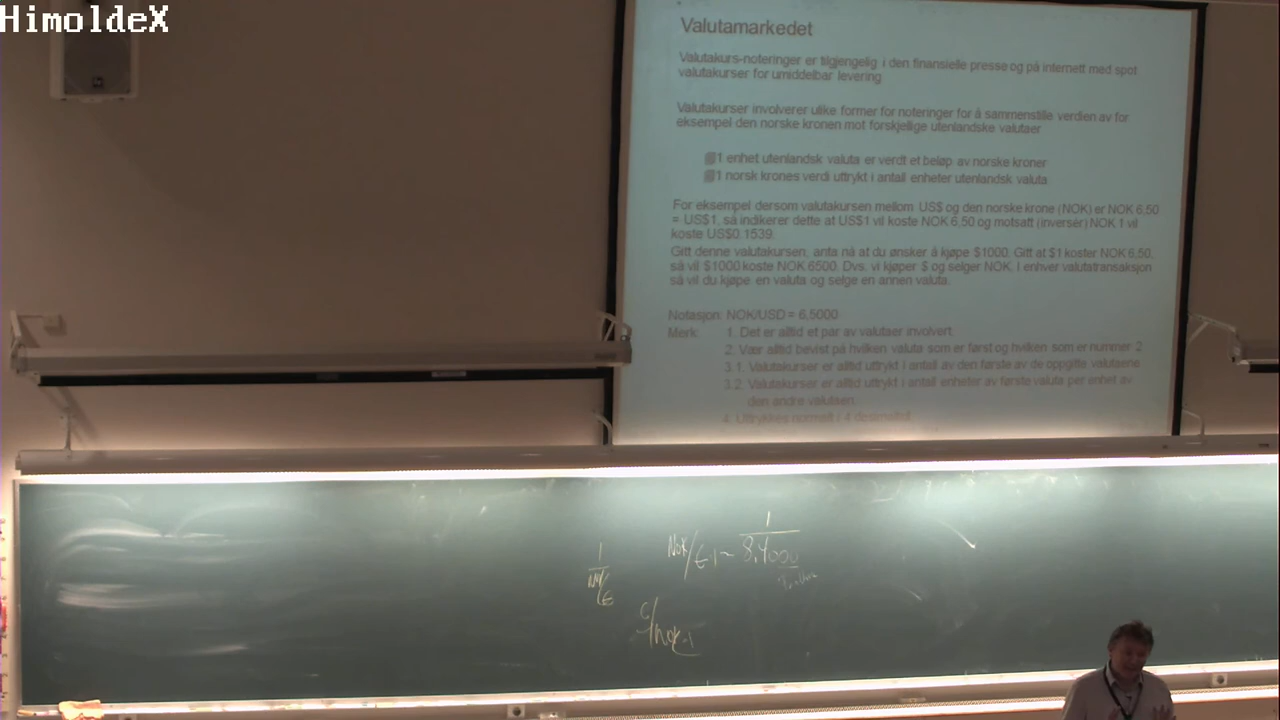 HimoldeX
Valutamarkedet
Valutakurs-noteringer er tilgjengelig i den finansielle presse og på internett med spot
valutakurser for umiddelbar levering
Valutakurser involverer ulike former for noteringer for å sammenstille verdien av for
eksempel den norske kronen mot forskjellige utenlandske valutaer
1 enhet utenlandsk valuta er verdt et beløp av norske kroner
1 norsk krones verdi uttrykt i antall enheter utenlandsk valuta
For eksempel dersom valutakursen mellom US$ og den norske krone (NOK) er NOK 6,50
= US$1, så indikerer dette at US$1 vil koste NOK 6,50 og motsatt (inverser) NOK 1 vil
koste US$0.1539.
Gitt denne valutakursen, anta nå at du ønsker å kjøpe $1000. Gitt at $1 koster NOK 6,50,
så vil $1000 koste NOK 6500. Dvs. vi kjøper $ og selger NOK. I enhver valutatransaksjon
så vil du kjøpe en valuta og selge en annen valuta.
Notasjon: NOK/USD = 6,5000
Merk: 1. Det er alltid et par av valutaer involvert.
2. Vær alltid bevist på hvilken valuta som er først og hvilken som er nummer 2
3.1. Valutakurser er alltid uttrykt i antall av den første av de oppgitte valutaene
3.2. Valutakurser er alltid uttrykt i antall enheter av første valuta per enhet av
den andre valutaen.
4. Uttrykkes normalt i 4 desimaltall
1
NOK/€
1
8,4000
€/NOK